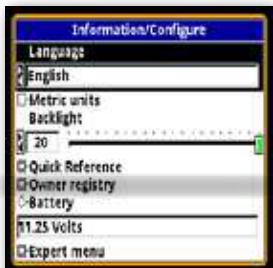 Information/Configure
Language
English
Metric units
Backlight
20
Quick Reference
Owner registry
Battery
11.25 Volts
Expert menu